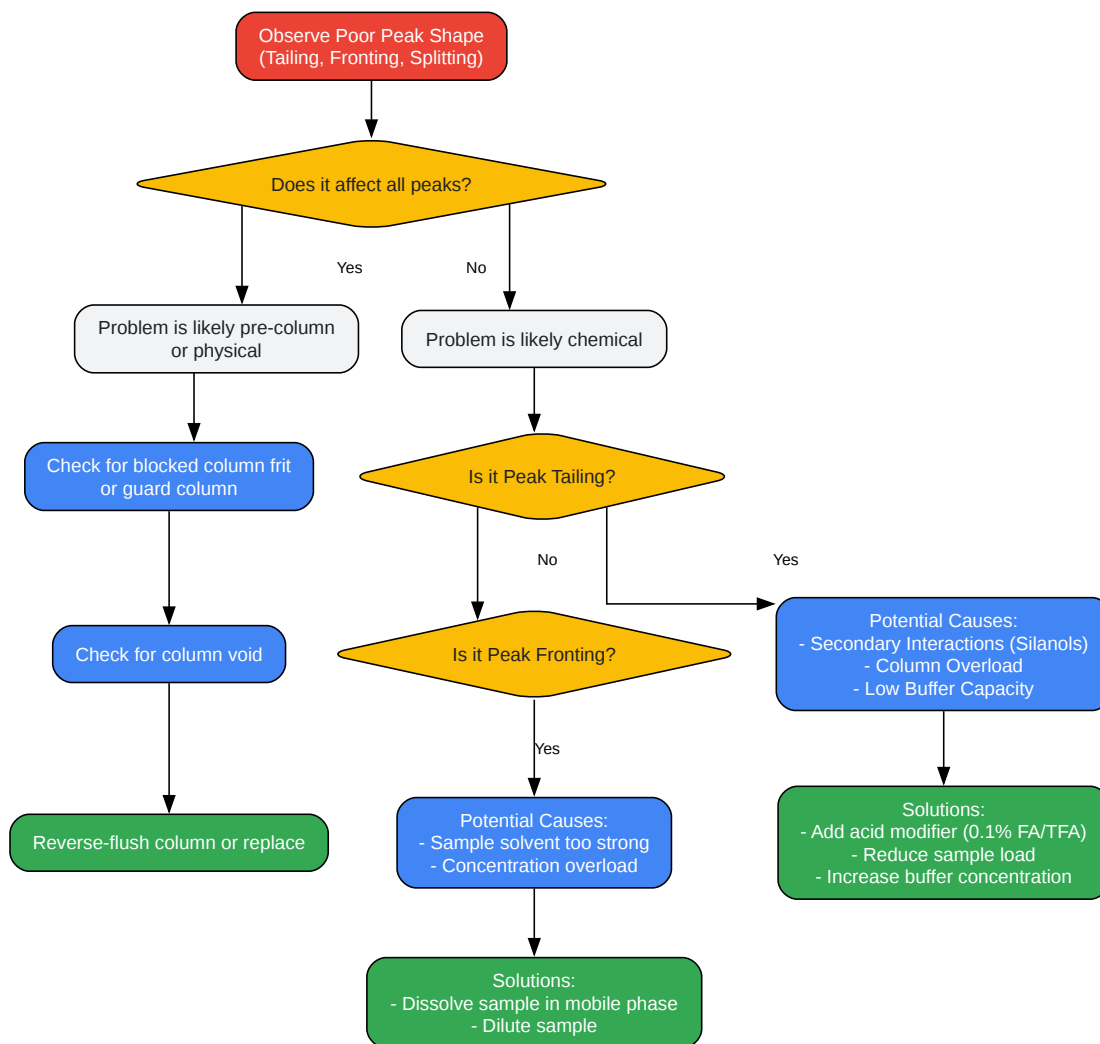 Observe Poor Peak Shape
(Tailing, Fronting, Splitting)
Does it affect all peaks?
Yes
No
Problem is likely pre-column
or physical
Problem is likely chemical
Check for blocked column frit
or guard column
Is it Peak Tailing?
No
Yes
Check for column void
Is it Peak Fronting?
Potential Causes:
- Secondary Interactions (Silanols)
- Column Overload
- Low Buffer Capacity
Yes
Reverse-flush column or replace
Potential Causes:
- Sample solvent too strong
- Concentration overload
Solutions:
- Add acid modifier (0.1% FA/TFA)
- Reduce sample load
- Increase buffer concentration
Solutions:
- Dissolve sample in mobile phase
- Dilute sample